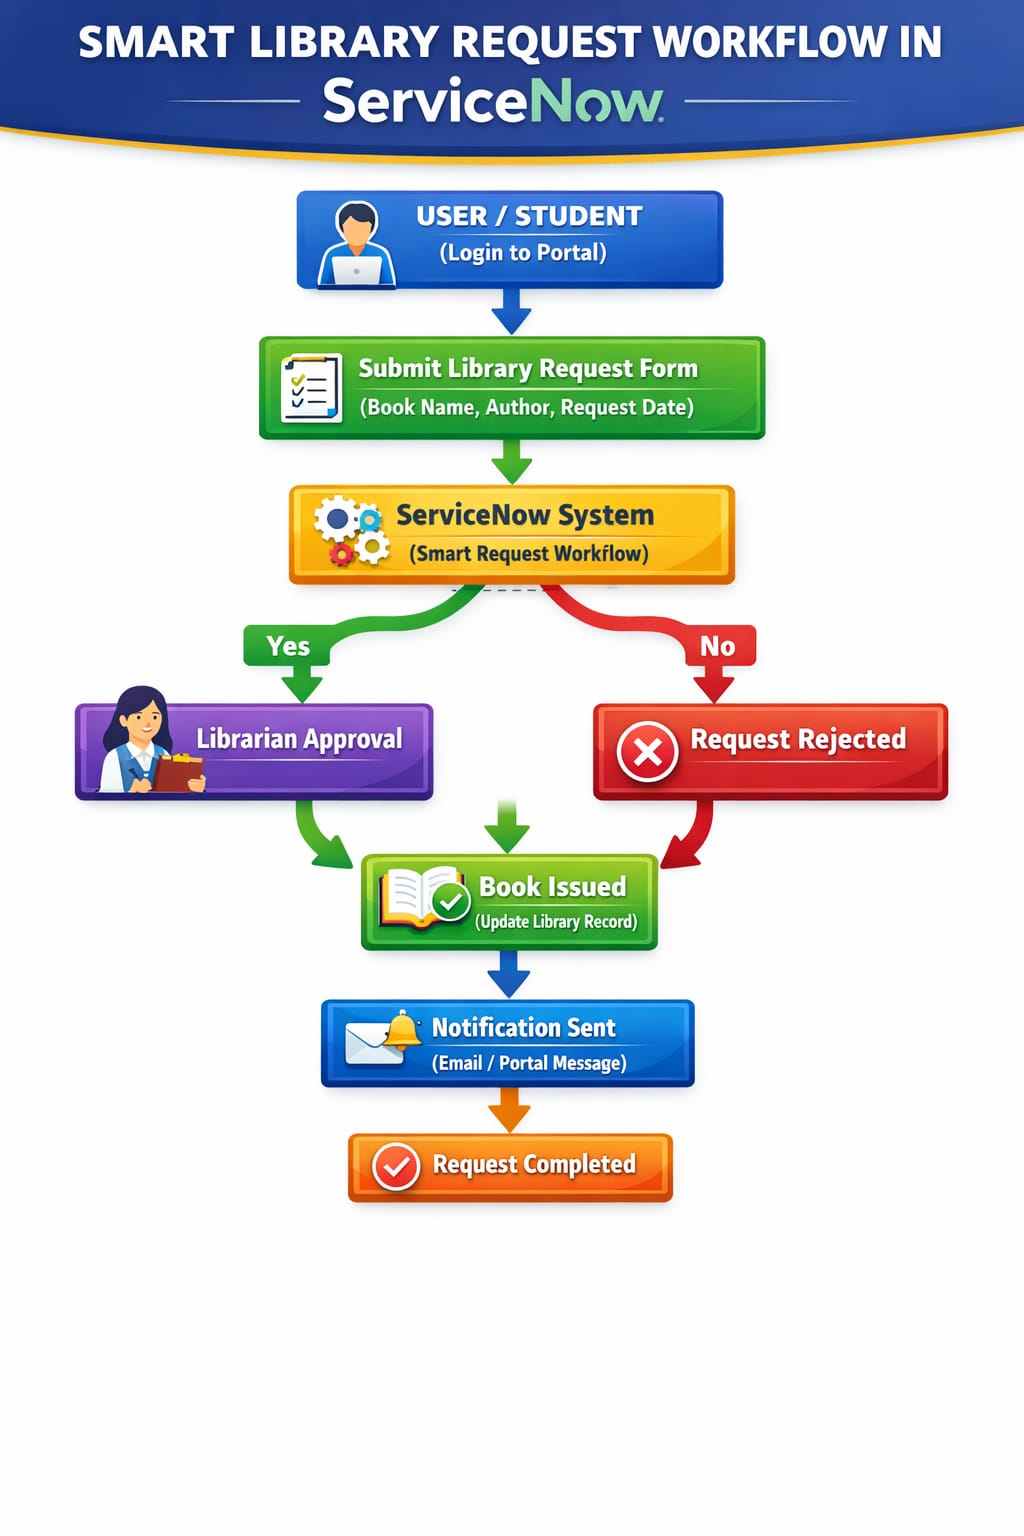 SMART LIBRARY REQUEST WORKFLOW IN
ServiceNow
USER / STUDENT
(Login to Portal)
Submit Library Request Form
(Book Name, Author, Request Date)
ServiceNow System
(Smart Request Workflow)
Yes
No
Librarian Approval
Request Rejected
Book Issued
(Update Library Record)
Notification Sent
(Email / Portal Message)
Request Completed